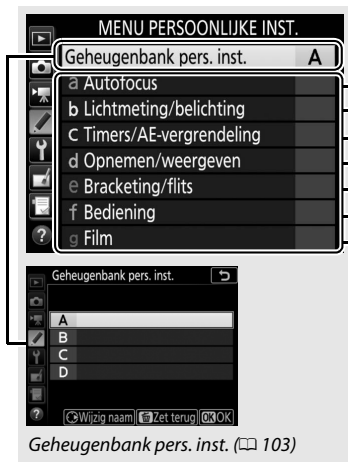 MENU PERSOONLIJKE INST.
Geheugenbank pers. inst. A
a Autofocus
b Lichtmeting/belichting
c Timers/AE-vergrendeling
d Opnemen/weergeven
e Bracketing/flits
f Bediening
g Film
?
Geheugenbank pers. inst.
A
B
C
D
?
Wijzig naam Zet terug OK OK
Geheugenbank pers. inst. (103)